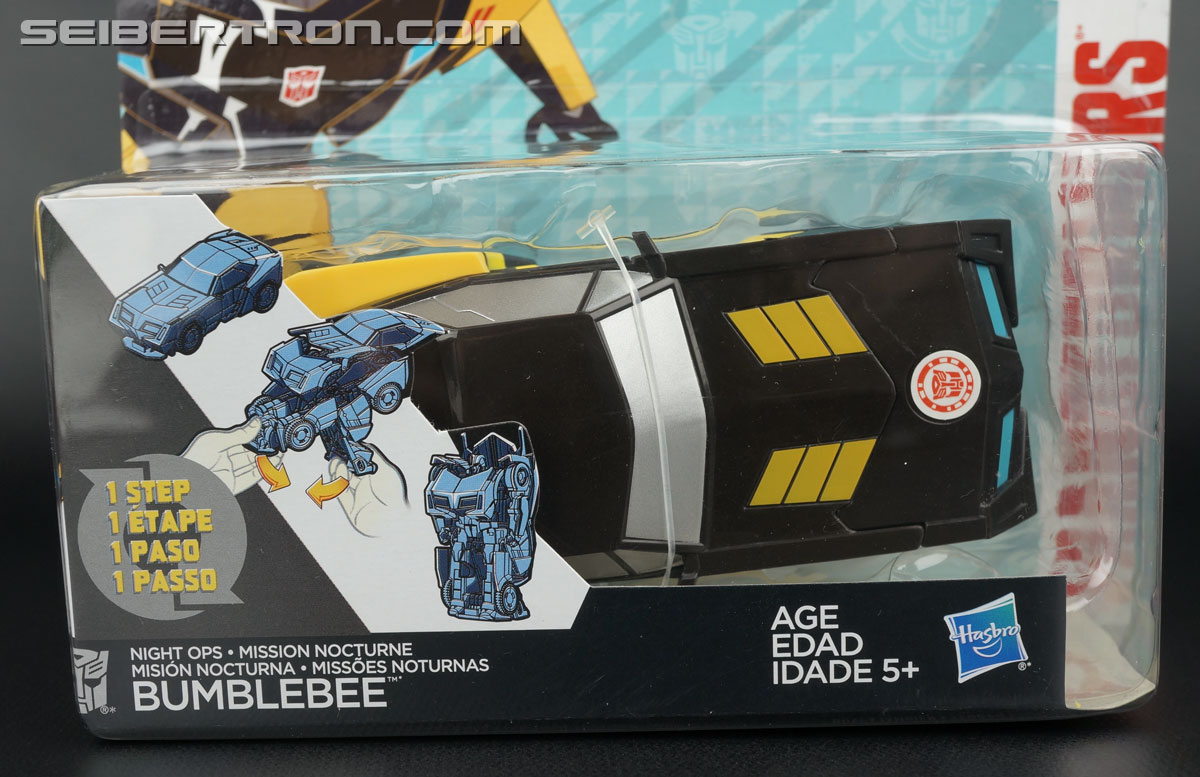 SEIBERTRON.COM
1 STEP
1 ÉTAPE
1 PASO
1 PASSO
NIGHT OPS • MISSION NOCTURNE
MISIÓN NOCTURNA • MISSÕES NOTURNAS
BUMBLEBEE™*
®*
AGE
EDAD
IDADE 5+
Hasbro
®*